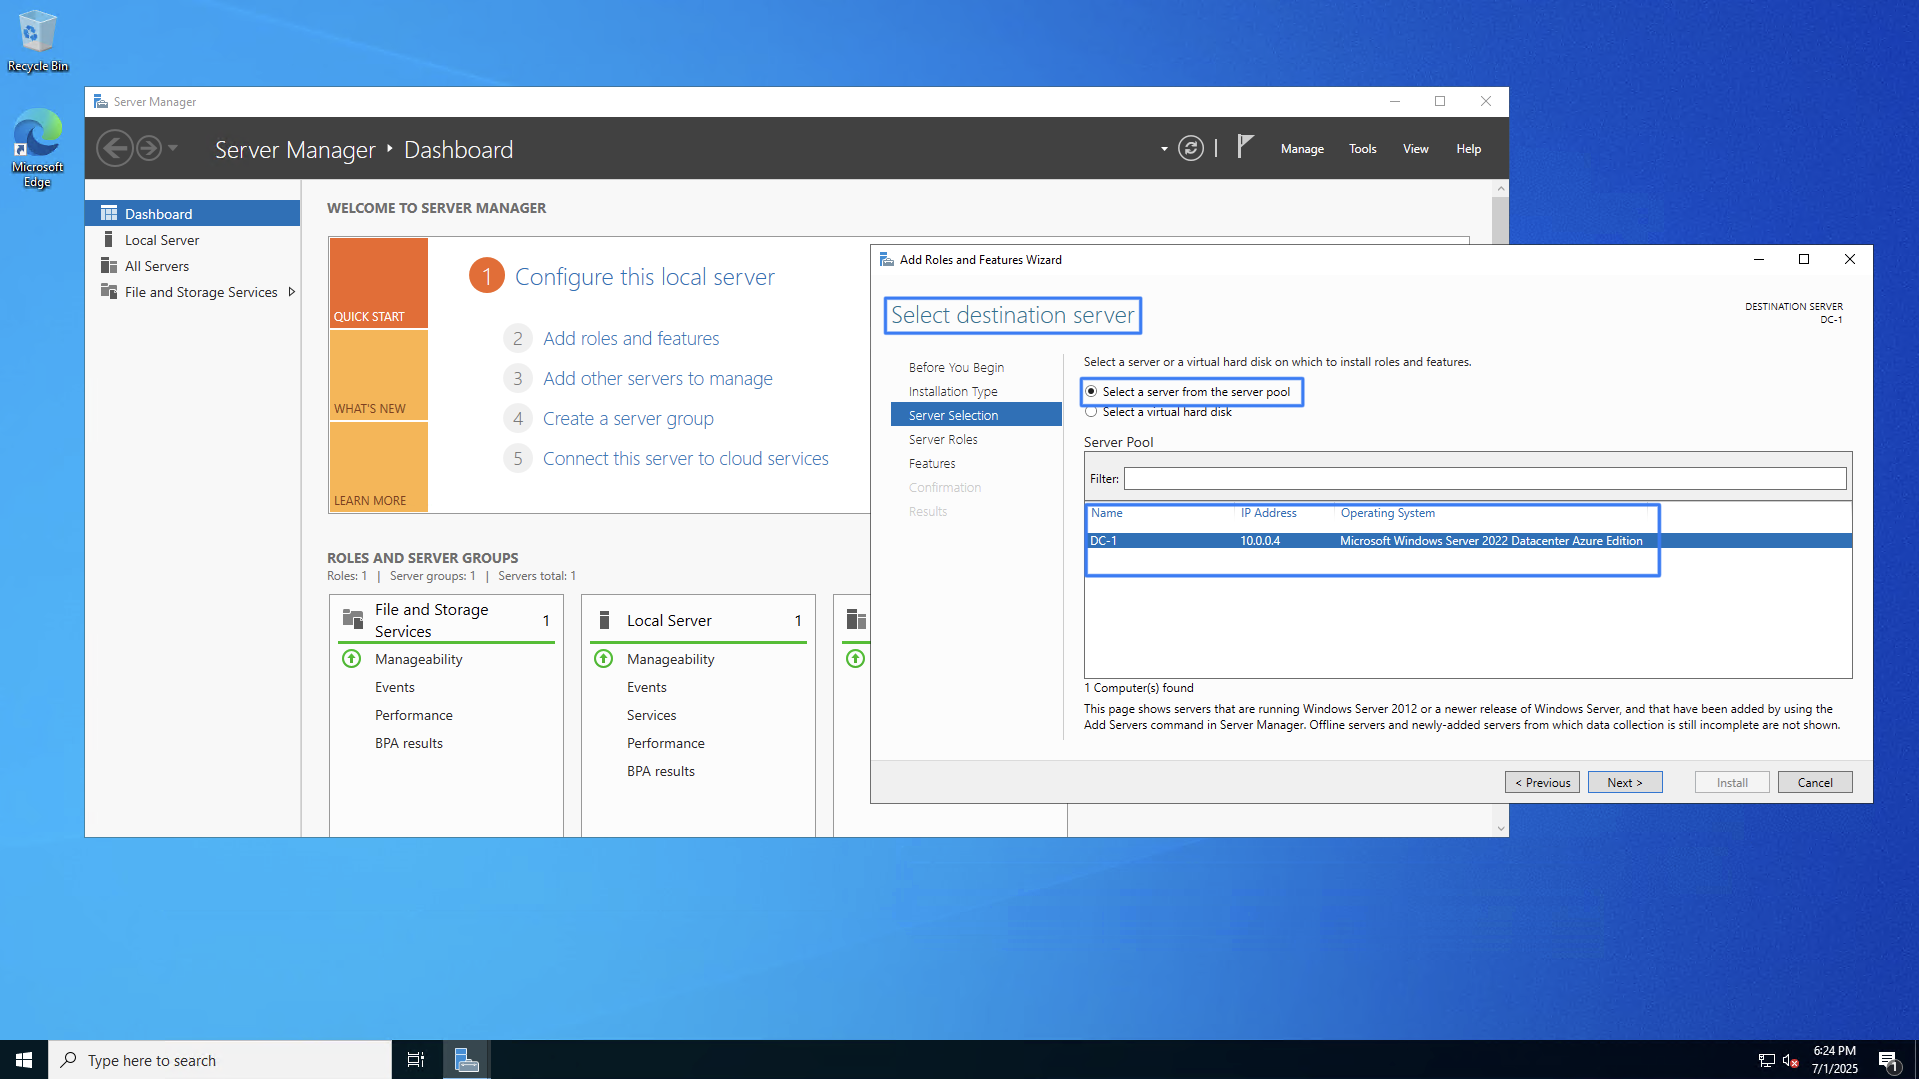 Recycle Bin
Microsoft
Edge
Server Manager
Server Manager ‣ Dashboard
Manage
Tools
View
Help
Dashboard
Local Server
All Servers
File and Storage Services
WELCOME TO SERVER MANAGER
QUICK START
WHAT'S NEW
LEARN MORE
1 Configure this local server
2 Add roles and features
3 Add other servers to manage
4 Create a server group
5 Connect this server to cloud services
ROLES AND SERVER GROUPS
Roles: 1 | Server groups: 1 | Servers total: 1
File and Storage
Services
1
Manageability
Events
Performance
BPA results
Local Server
1
Manageability
Events
Services
Performance
BPA results
Add Roles and Features Wizard
Select destination server
DESTINATION SERVER
DC-1
Before You Begin
Installation Type
Server Selection
Server Roles
Features
Confirmation
Results
Select a server or a virtual hard disk on which to install roles and features.
Select a server from the server pool
Select a virtual hard disk
Server Pool
Filter:
Name IP Address Operating System
DC-1 10.0.0.4 Microsoft Windows Server 2022 Datacenter Azure Edition
1 Computer(s) found
This page shows servers that are running Windows Server 2012 or a newer release of Windows Server, and that have been added by using the
Add Servers command in Server Manager. Offline servers and newly-added servers from which data collection is still incomplete are not shown.
< Previous
Next >
Install
Cancel
Type here to search
6:24 PM
7/1/2025
1